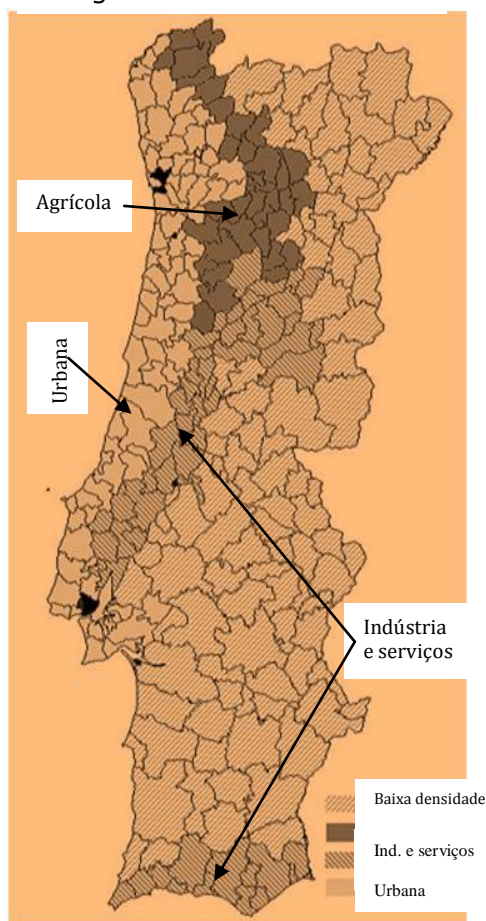 Agrícola
Urbana
Indústria
e serviços
Baixa densidade
Ind. e serviços
Urbana